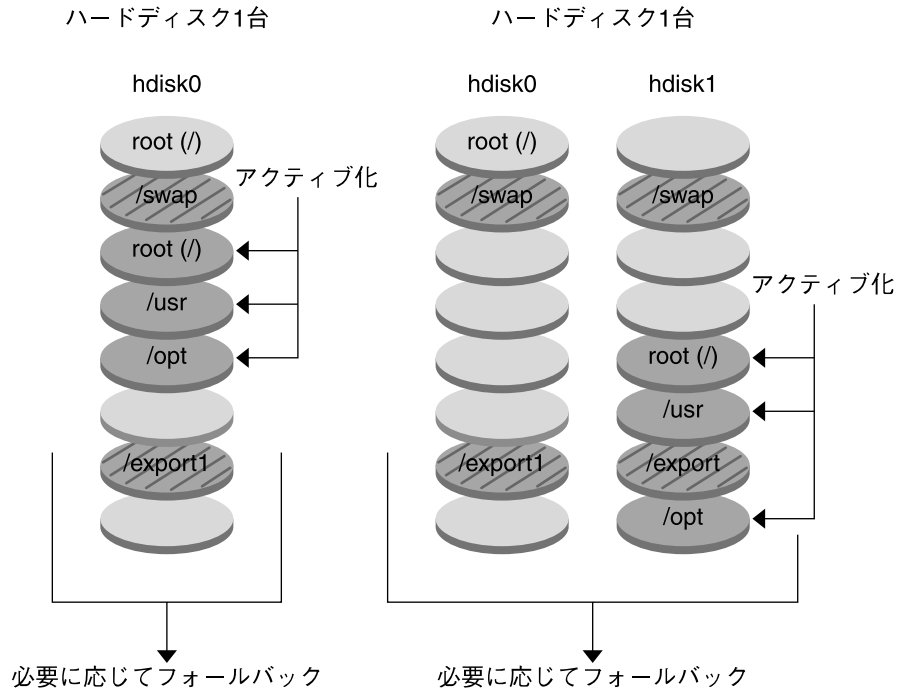 ハードディスク1台
hdisk0
root (/)
/swap
アクティブ化
root (/)
/usr
/opt
/export1
必要に応じてフォールバック
ハードディスク1台
hdisk0
hdisk1
root (/)
/swap
/swap
アクティブ化
root (/)
/usr
/export1
/export
/opt
必要に応じてフォールバック